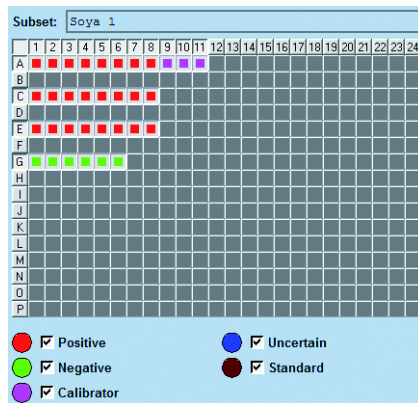 Subset: Soya 1
1 2 3 4 5 6 7 8 9 10 11 12 13 14 15 16 17 18 19 20 21 22 23 24
A
B
C
D
E
F
G
H
I
J
K
L
M
N
O
P
Positive Uncertain
Negative Standard
Calibrator